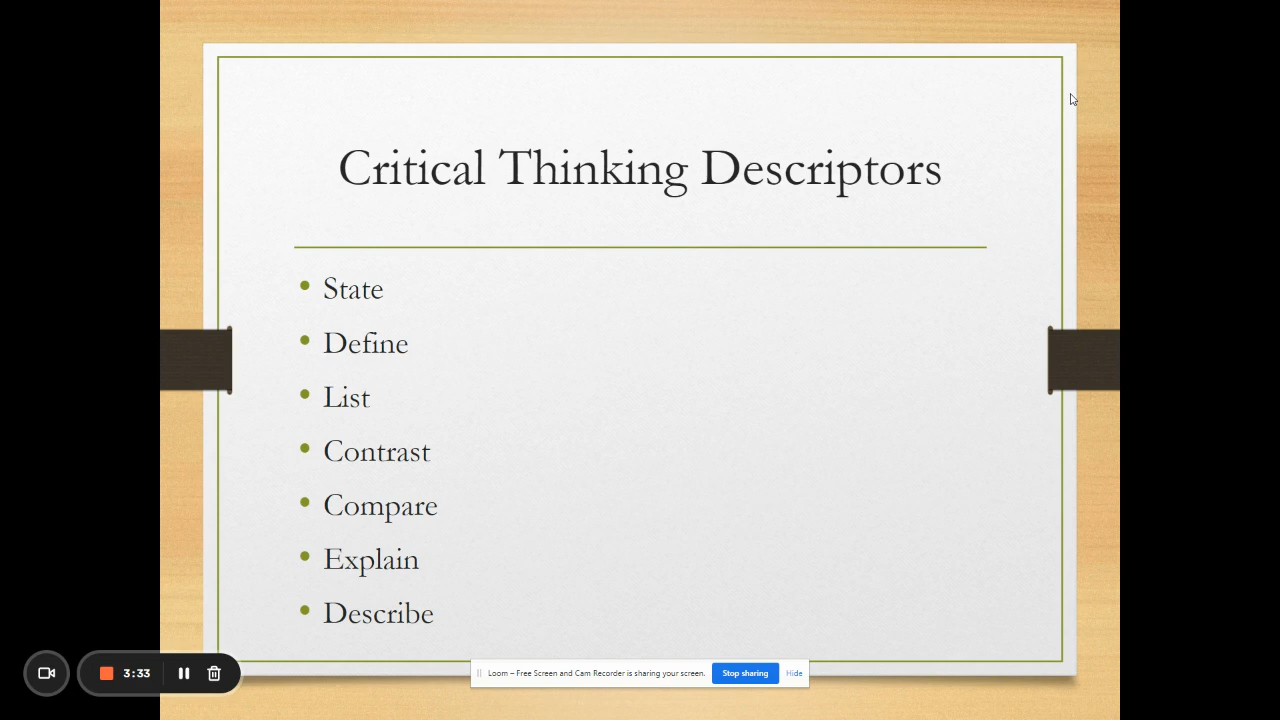 Critical Thinking Descriptors
• State
• Define
• List
• Contrast
• Compare
• Explain
• Describe
3:33
Loom – Free Screen and Cam Recorder is sharing your screen. Stop sharing Hide